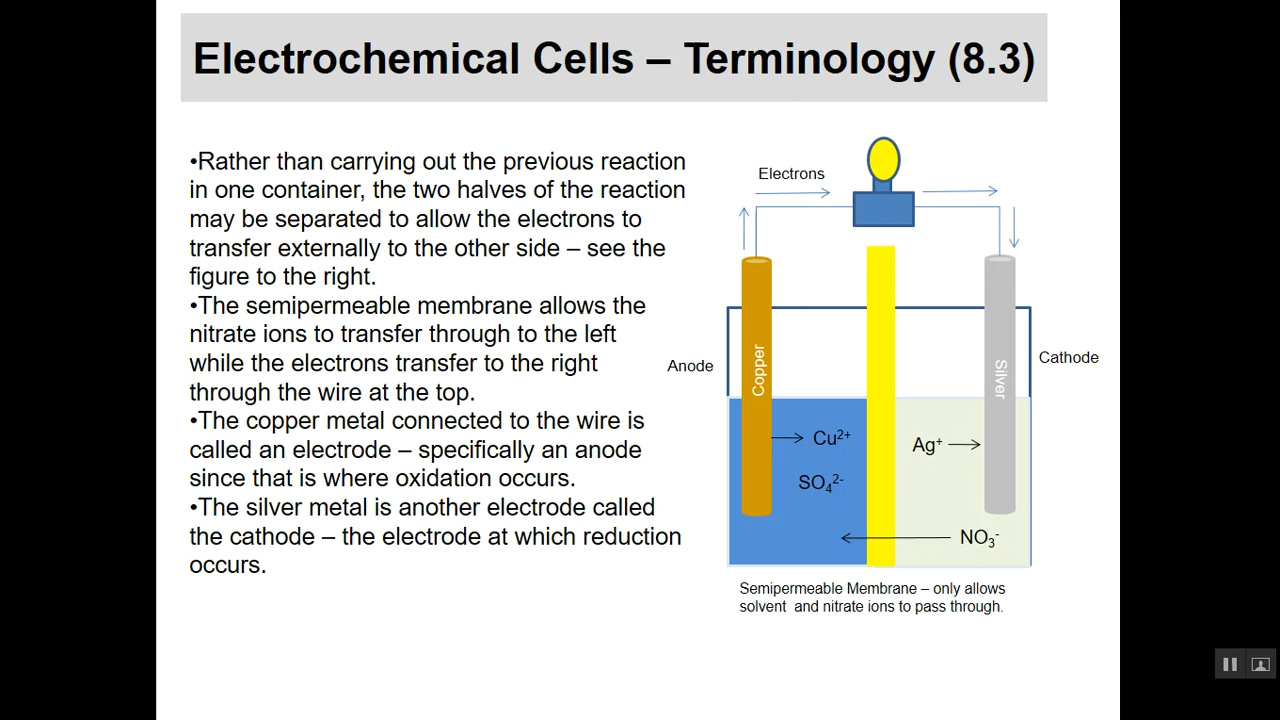 Electrochemical Cells – Terminology (8.3)
•Rather than carrying out the previous reaction
in one container, the two halves of the reaction
may be separated to allow the electrons to
transfer externally to the other side – see the
figure to the right.
•The semipermeable membrane allows the
nitrate ions to transfer through to the left
while the electrons transfer to the right
through the wire at the top.
•The copper metal connected to the wire is
called an electrode – specifically an anode
since that is where oxidation occurs.
•The silver metal is another electrode called
the cathode – the electrode at which reduction
occurs.
Electrons
Anode
Copper
Silver
Cathode
Cu²⁺
Ag⁺
SO₄²⁻
NO₃⁻
Semipermeable Membrane – only allows
solvent and nitrate ions to pass through.